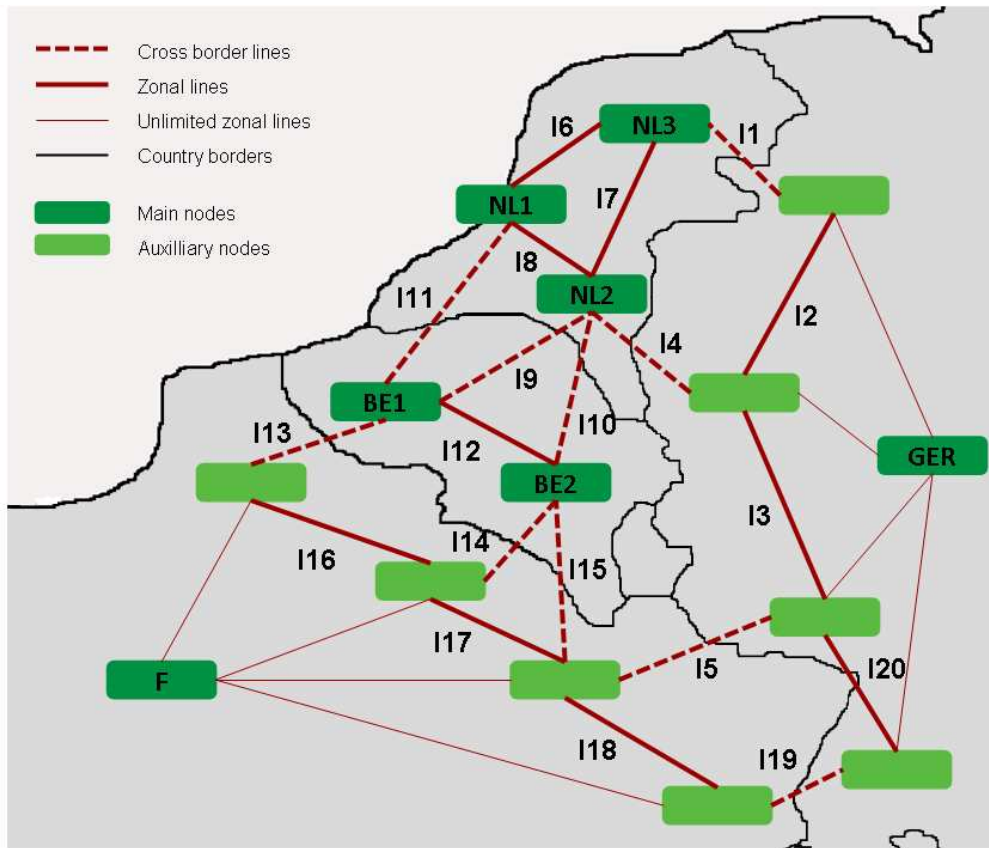 Cross border lines
Zonal lines
Unlimited zonal lines
Country borders
Main nodes
Auxilliary nodes
I6
NL3
I1
NL1
I7
I8
I11
NL2
I2
I4
I9
BE1
I10
I13
I12
GER
BE2
I3
I14
I16
I15
I17
I5
I20
F
I18
I19